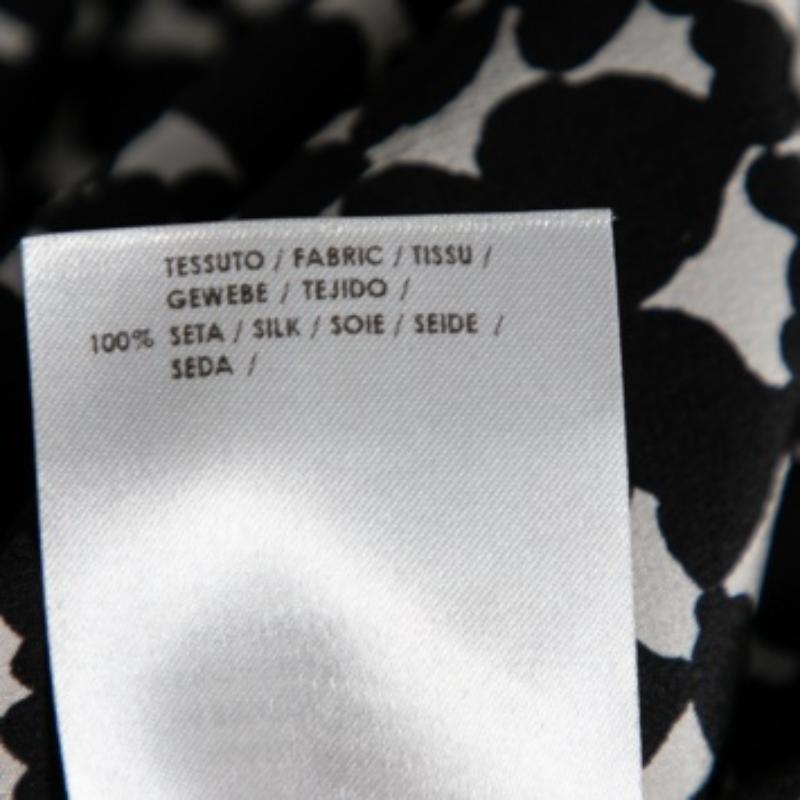 TESSUTO / FABRIC / TISSU /
GEWEBE / TEJIDO /
100% SETA / SILK / SOIE / SEIDE /
SEDA /